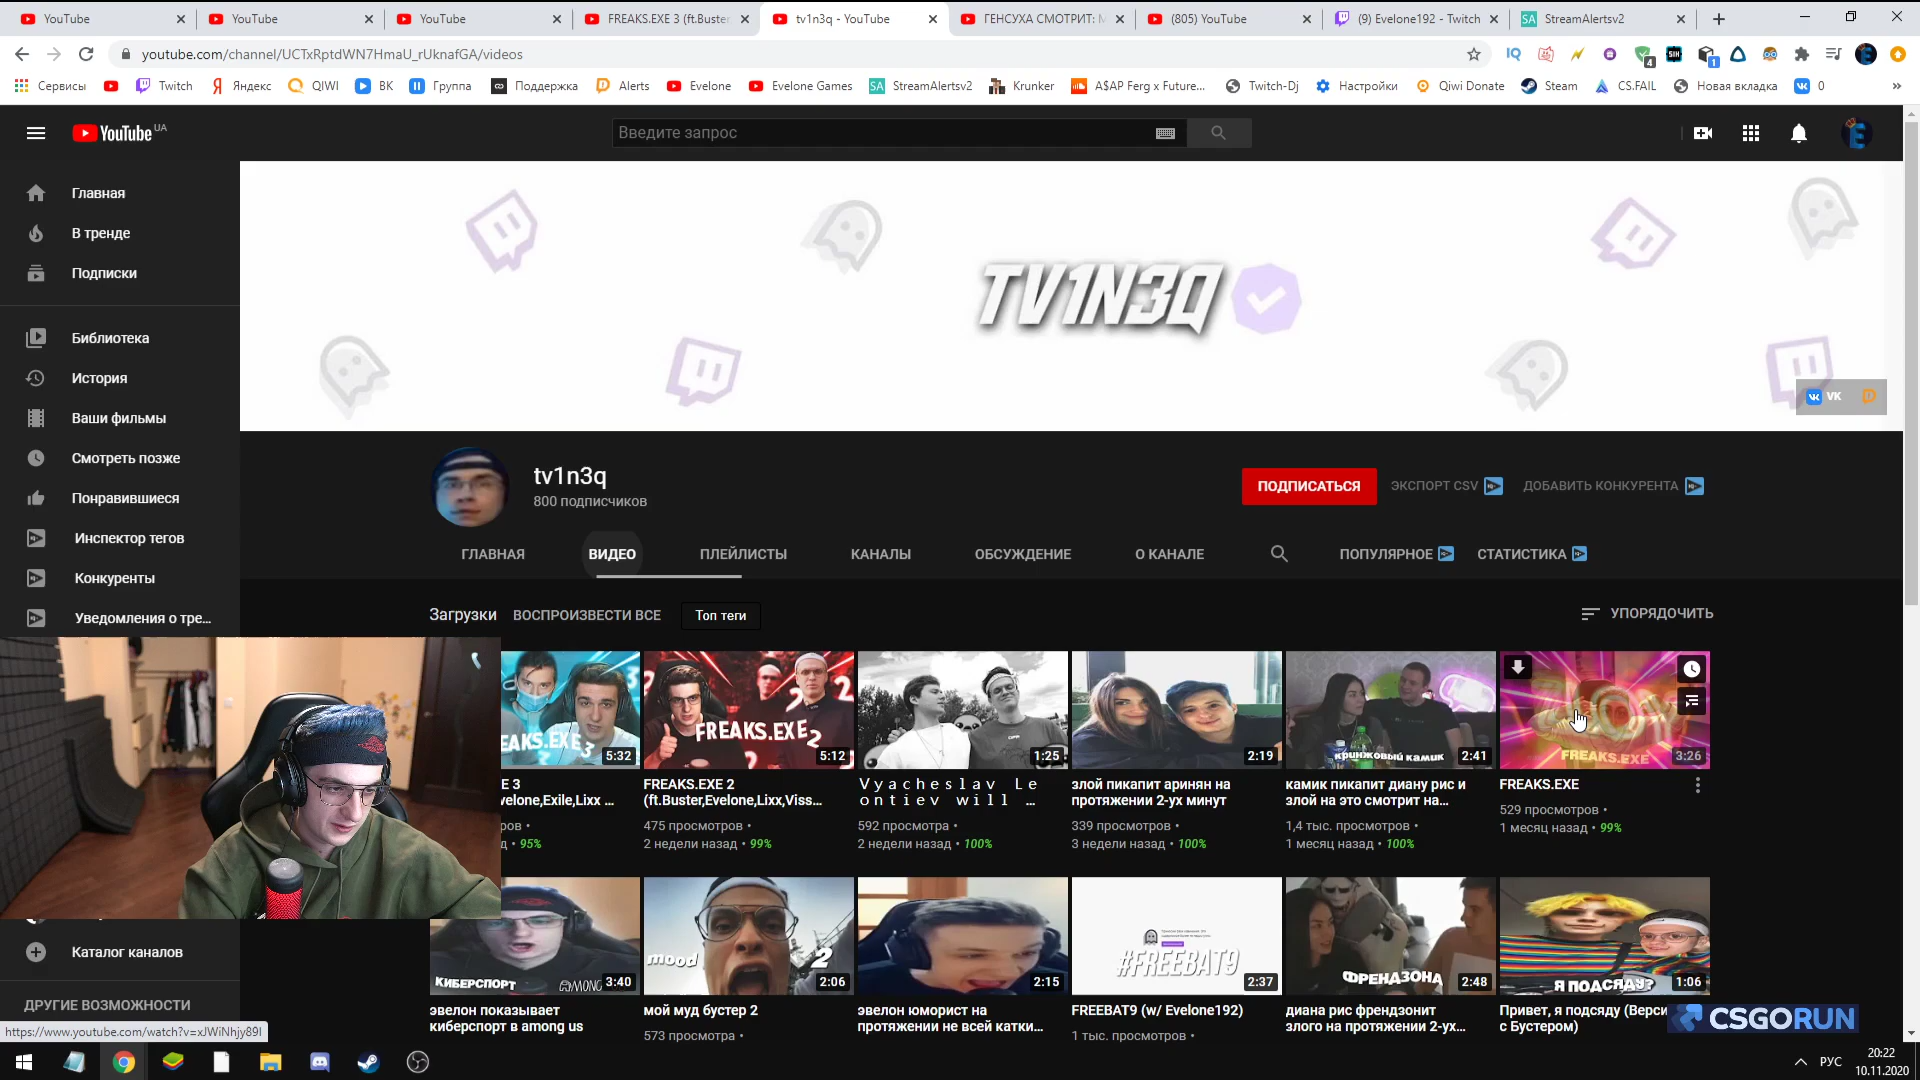 YouTube
YouTube
YouTube
FREAKS.EXE 3 (ft.Buster
tv1n3q - YouTube
ГЕНСУХА СМОТРИТ:
(805) YouTube
(9) Evelone192 - Twitch
StreamAlertsv2
youtube.com/channel/UCTxRptdWN7HmaU_rUknafGA/videos
Сервисы
Twitch
Яндекс
QIWI
ВК
Группа
Поддержка
Alerts
Evelone
Evelone Games
StreamAlertsv2
Krunker
A$AP Ferg x Future...
Twitch-Dj
Настройки
Qiwi Donate
Steam
CS.FAIL
Новая вкладка
0
YouTube UA
Введите запрос
Главная
В тренде
Подписки
Библиотека
История
Ваши фильмы
Смотреть позже
Понравившиеся
Инспектор тегов
Конкуренты
Уведомления о тре...
TV1N3Q
VK
tv1n3q
800 подписчиков
ПОДПИСАТЬСЯ
ЭКСПОРТ CSV
ДОБАВИТЬ КОНКУРЕНТА
ГЛАВНАЯ
ВИДЕО
ПЛЕЙЛИСТЫ
КАНАЛЫ
ОБСУЖДЕНИЕ
О КАНАЛЕ
ПОПУЛЯРНОЕ
СТАТИСТИКА
Загрузки
ВОСПРОИЗВЕСТИ ВСЕ
Топ теги
УПОРЯДОЧИТЬ
5:32
FREAKS.EXE 2
5:12
1:25
2:19
кринжовый камик
2:41
FREAKS.EXE
3:26
E 3
velone,Exile,Lixx ...
95%
FREAKS.EXE 2
(ft.Buster,Evelone,Lixx,Viss...
475 просмотров •
2 недели назад • 99%
Vyacheslav Le
ontiev will ...
592 просмотра •
2 недели назад • 100%
злой пикапит аринян на
протяжении 2-ух минут
339 просмотров •
3 недели назад • 100%
камик пикапит диану рис и
злой на это смотрит на...
1,4 тыс. просмотров •
1 месяц назад • 100%
FREAKS.EXE
529 просмотров •
1 месяц назад • 99%
КИБЕРСПОРТ
3:40
mood 2
2:06
2:15
#FREEBAT9
2:37
ФРЕНДЗОНА
2:48
Я ПОДСЯДУ?
1:06
эвелон показывает
киберспорт в among us
мой муд бустер 2
573 просмотра •
эвелон юморист на
протяжении не всей катки...
FREEBAT9 (w/ Evelone192)
1 тыс. просмотров •
диана рис френдзонит
злого на протяжении 2-ух...
Привет, я подсяду (Верси
с Бустером)
CSGORUN
Каталог каналов
ДРУГИЕ ВОЗМОЖНОСТИ
https://www.youtube.com/watch?v=xJWiNhjy89I
РУС
20:22
10.11.2020